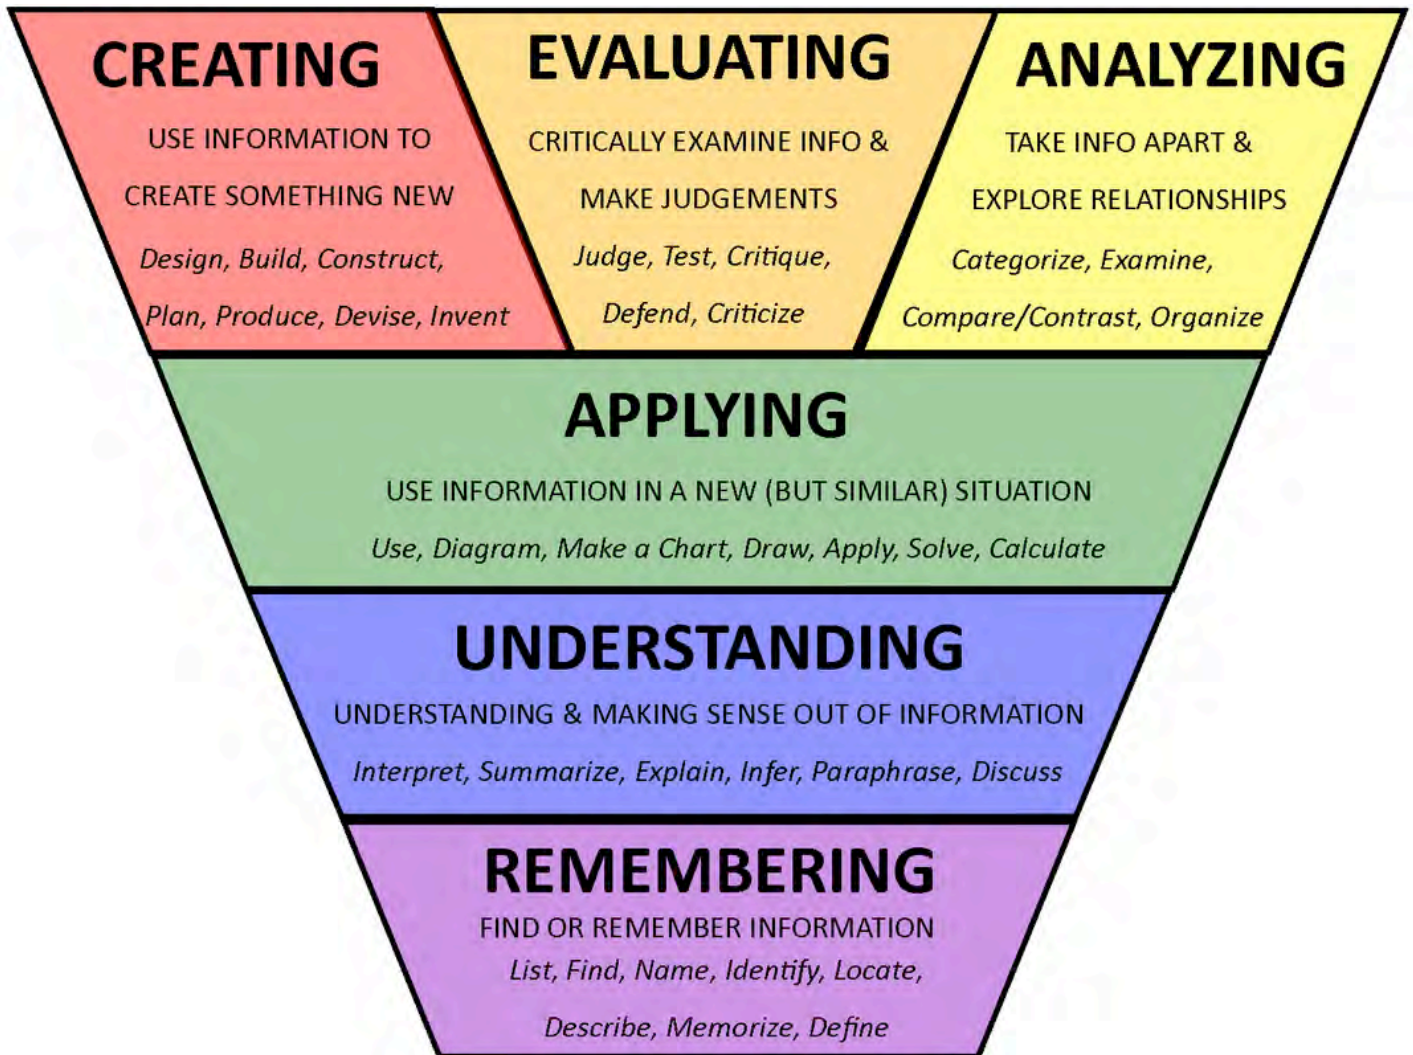 CREATING
USE INFORMATION TO
CREATE SOMETHING NEW
Design, Build, Construct,
Plan, Produce, Devise, Invent
EVALUATING
CRITICALLY EXAMINE INFO &
MAKE JUDGEMENTS
Judge, Test, Critique,
Defend, Criticize
ANALYZING
TAKE INFO APART &
EXPLORE RELATIONSHIPS
Categorize, Examine,
Compare/Contrast, Organize
APPLYING
USE INFORMATION IN A NEW (BUT SIMILAR) SITUATION
Use, Diagram, Make a Chart, Draw, Apply, Solve, Calculate
UNDERSTANDING
UNDERSTANDING & MAKING SENSE OUT OF INFORMATION
Interpret, Summarize, Explain, Infer, Paraphrase, Discuss
REMEMBERING
FIND OR REMEMBER INFORMATION
List, Find, Name, Identify, Locate,
Describe, Memorize, Define